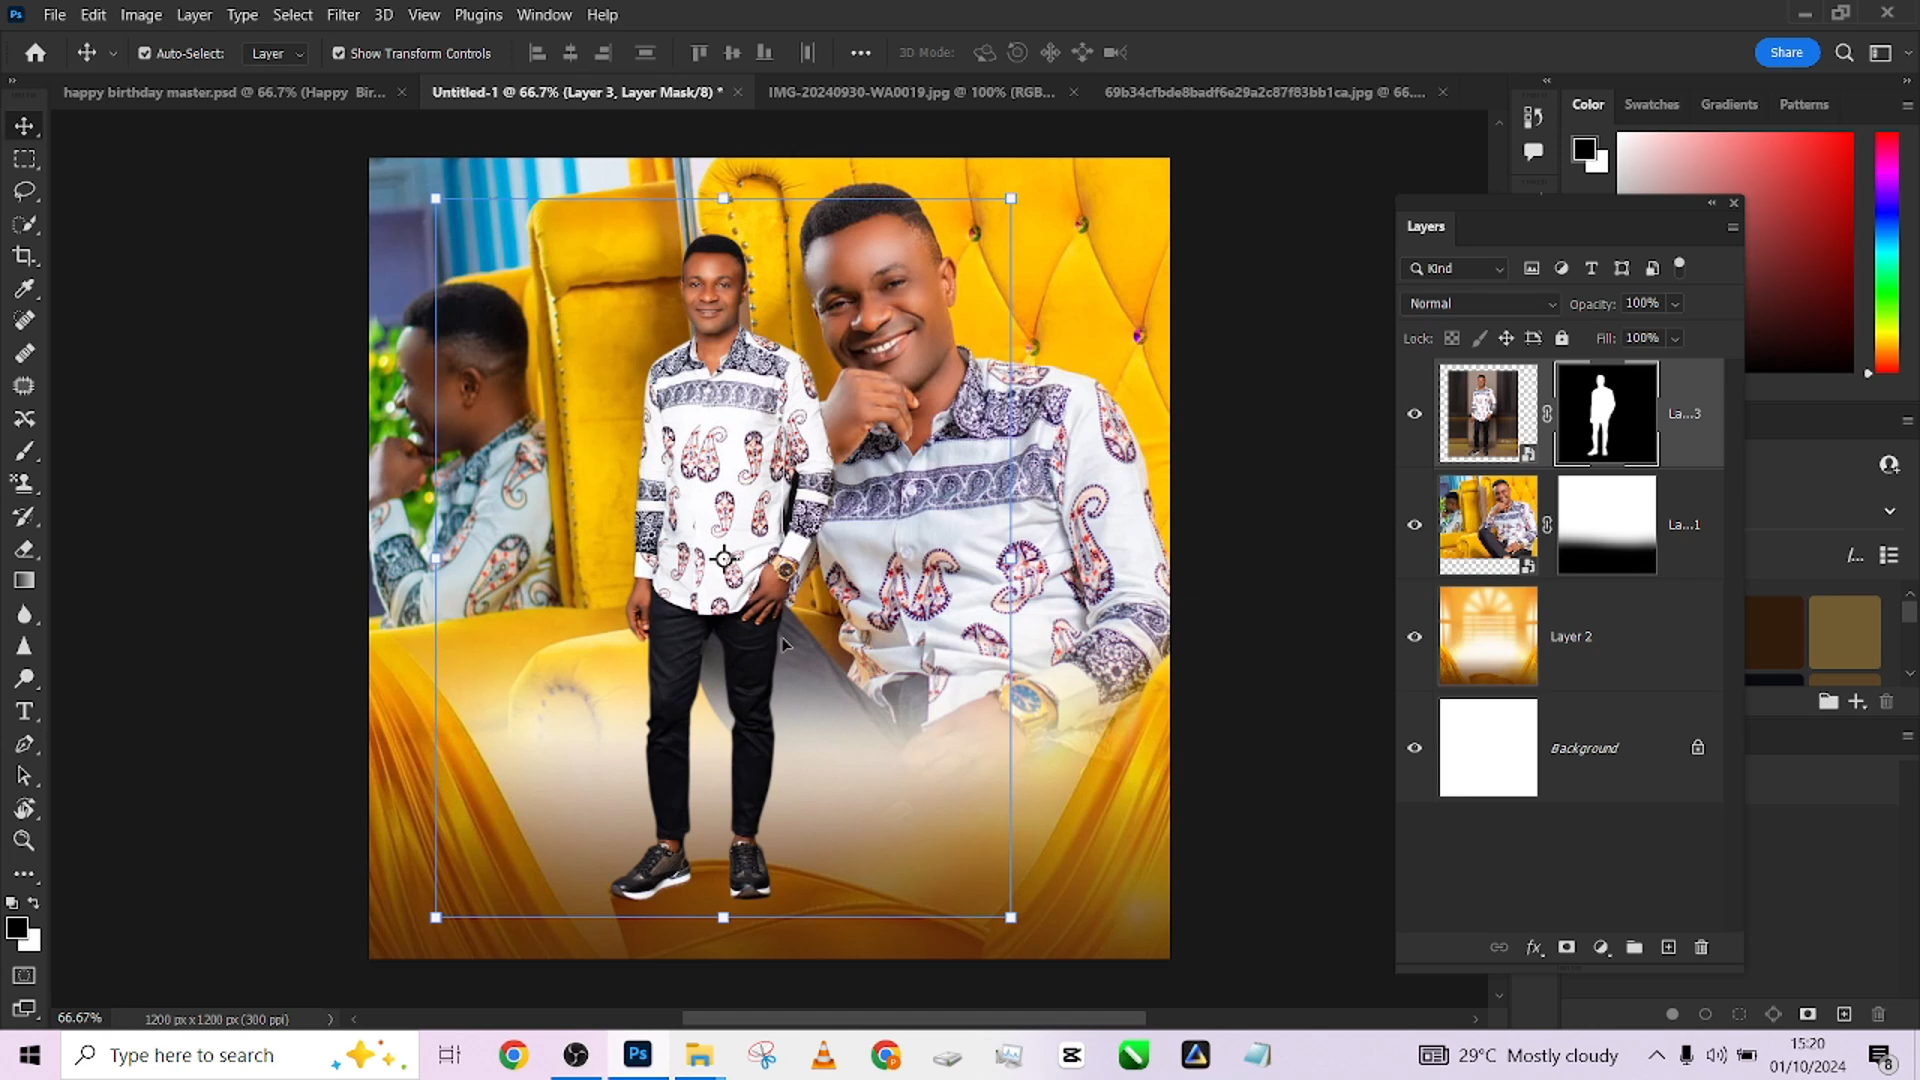 Ps File Edit Image Layer Type Select Filter 3D View Plugins Window Help
Auto-Select: Layer Show Transform Controls 3D Mode: Share
happy birthday master.psd @ 66.7% (Happy Bir... Untitled-1 @ 66.7% (Layer 3, Layer Mask/8) * IMG-20240930-WA0019.jpg @ 100% (RGB... 69b34cfbde8badf6e29a2c87f83bb1ca.jpg @ 66....
Color Swatches Gradients Patterns
Layers
Kind
Normal Opacity: 100%
Lock: Fill: 100%
La...3
La...1
Layer 2
Background
fx
66.67% 1200 px x 1200 px (300 ppi)
Type here to search Ps 29°C Mostly cloudy 15:20
01/10/2024
8